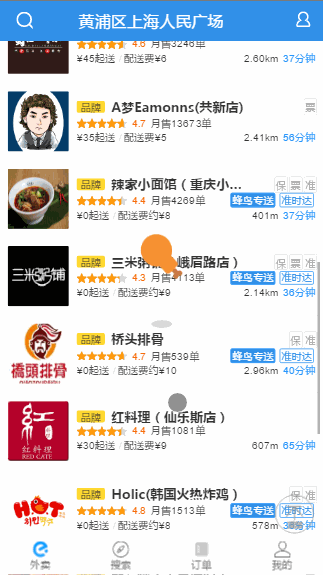 黄浦区上海人民广场
4.6 月售3246单
¥45起送 / 配送费¥6 2.60km 37分钟
品牌 A梦Eamonns(共新店) 票
4.7 月售13673单
¥35起送 / 配送费¥5 2.41km 56分钟
品牌 辣家小面馆（重庆小... 保 票 准
4.4 月售4269单 蜂鸟专送 准时达
¥0起送 / 配送费约¥8 401m 37分钟
三米粥铺
品牌 三米粥铺 峨眉路店） 保 票 准
4.3 月售4113单 蜂鸟专送 准时达
¥0起送 / 配送费约¥9 2.14km 36分钟
橋頭排骨
品牌 桥头排骨 保 准
4.7 月售539单 蜂鸟专送 准时达
¥0起送 / 配送费约¥10 2.96km 40分钟
紅
红料理
RED CATE
品牌 红料理（仙乐斯店）
4.4 月售1081单
¥30起送 / 配送费¥9 607m 65分钟
HOT
品牌 Holic(韩国火热炸鸡） 保 准
4.8 月售1513单 蜂鸟专送 准时达
¥0起送 / 配送费约¥8 578m
外卖 搜索 订单 我的